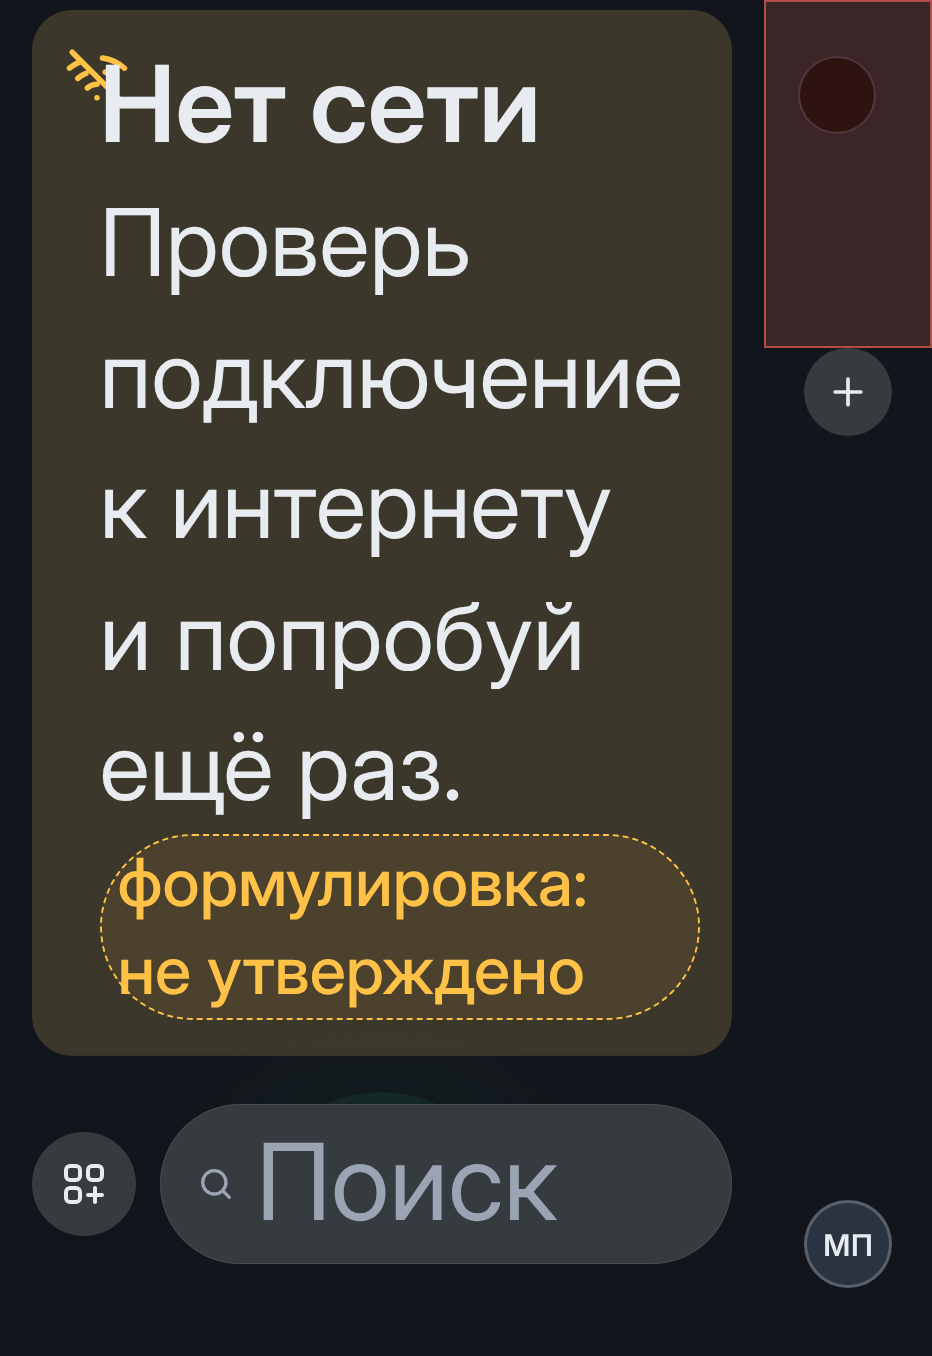 Нет сети
Проверь
подключение
к интернету
и попробуй
ещё раз.
формулировка:
не утверждено
Поиск
МП